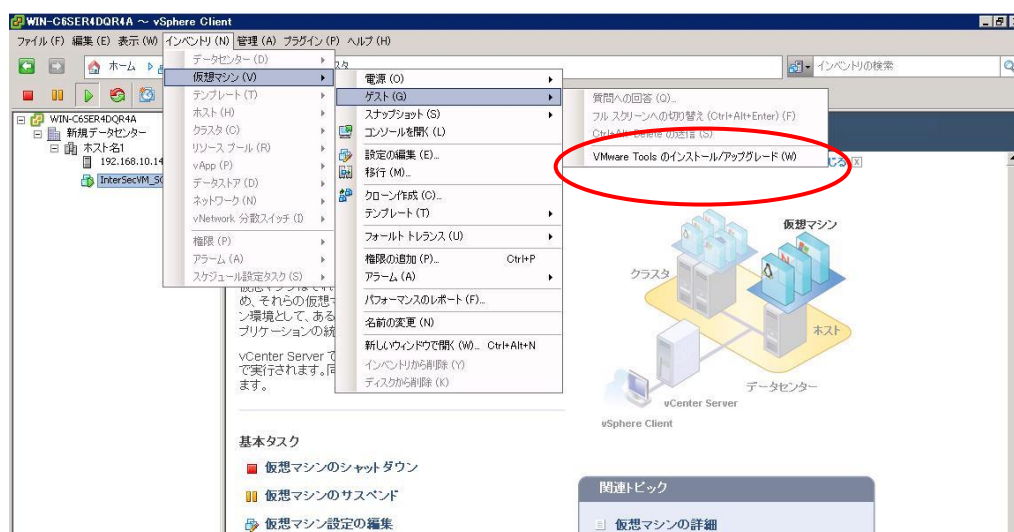 WIN-C6SER4DQR4A ～ vSphere Client
ファイル (F) 編集 (E) 表示 (W) インベントリ (N) 管理 (A) プラグイン (P) ヘルプ (H)
ホーム
インベントリの検索
データセンター (D)
仮想マシン (V)
テンプレート (T)
ホスト (H)
クラスタ (C)
リソース プール (R)
vApp (P)
データストア (D)
ネットワーク (N)
vNetwork 分散スイッチ (I)
権限 (P)
アラーム (A)
スケジュール設定タスク (S)
電源 (O)
ゲスト (G)
スナップショット (S)
コンソールを開く (L)
設定の編集 (E)...
移行 (M)...
クローン作成 (C)...
テンプレート (T)
フォールト トレランス (U)
権限の追加 (P)... Ctrl+P
アラーム (A)
パフォーマンスのレポート (F)...
名前の変更 (N)
新しいウィンドウで開く (W)... Ctrl+Alt+N
インベントリから削除 (Y)
ディスクから削除 (K)
質問への回答 (Q)...
フル スクリーンへの切り替え (Ctrl+Alt+Enter) (F)
Ctrl+Alt+Delete の送信 (S)
VMware Tools のインストール/アップグレード (W)
WIN-C6SER4DQR4A
新規データセンター
ホスト名1
192.168.10.14
InterSecVM_SG
め、それらの仮想
ン環境として、ある
プリケーションの統
vCenter Server で
で実行されます。同
ます。
仮想マシン
クラスタ
ホスト
データセンター
vCenter Server
vSphere Client
基本タスク
仮想マシンのシャットダウン
仮想マシンのサスペンド
仮想マシン設定の編集
関連トピック
仮想マシンの詳細